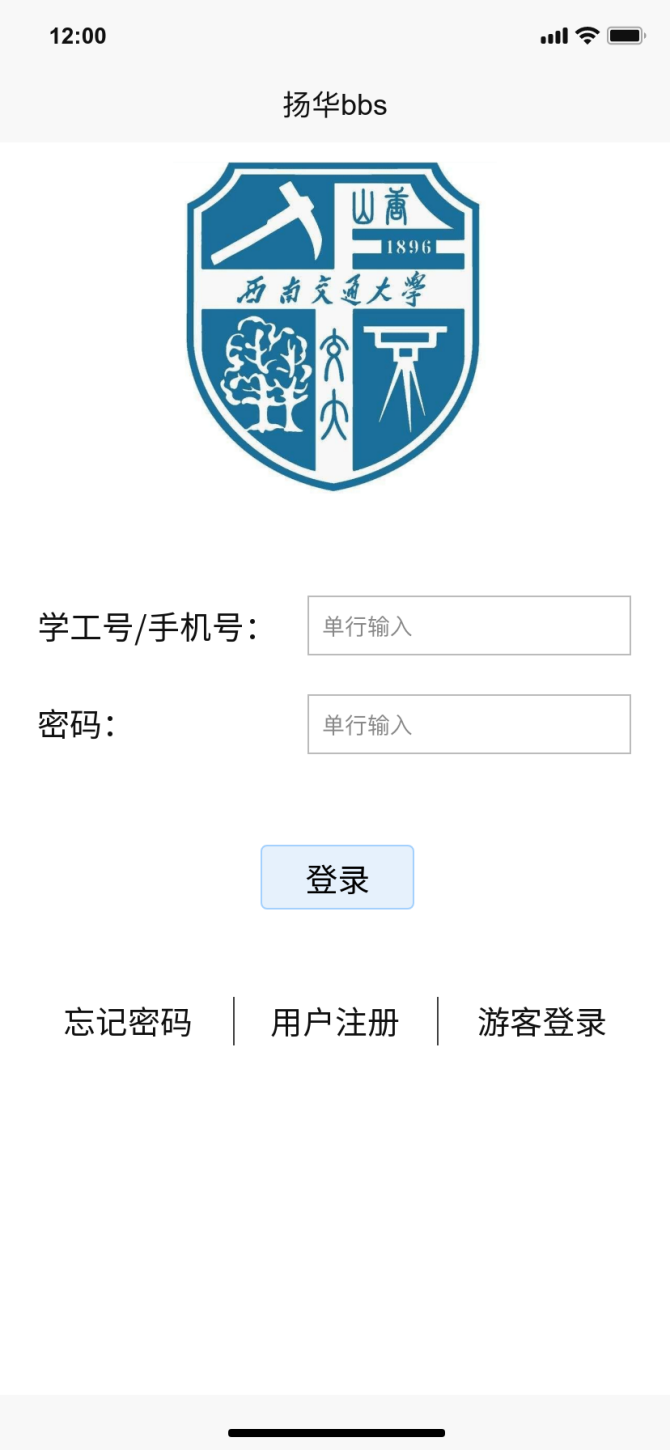 12:00
扬华bbs
山唐
1896
西南交通大学
交大
学工号/手机号：
单行输入
密码：
单行输入
登录
忘记密码
用户注册
游客登录